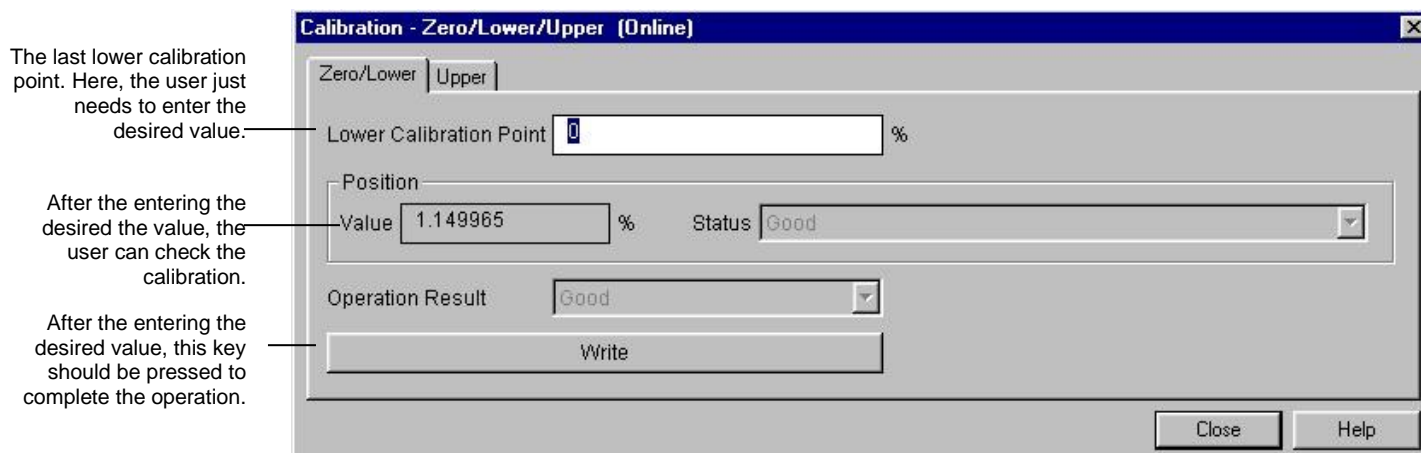 Calibration - Zero/Lower/Upper (Online)
Zero/Lower
Upper
The last lower calibration
point. Here, the user just
needs to enter the
desired value.
Lower Calibration Point 0 %
Position
After the entering the
desired the value, the
user can check the
calibration.
Value 1.149965 % Status Good
Operation Result Good
After the entering the
desired value, this key
should be pressed to
complete the operation.
Write
Close
Help